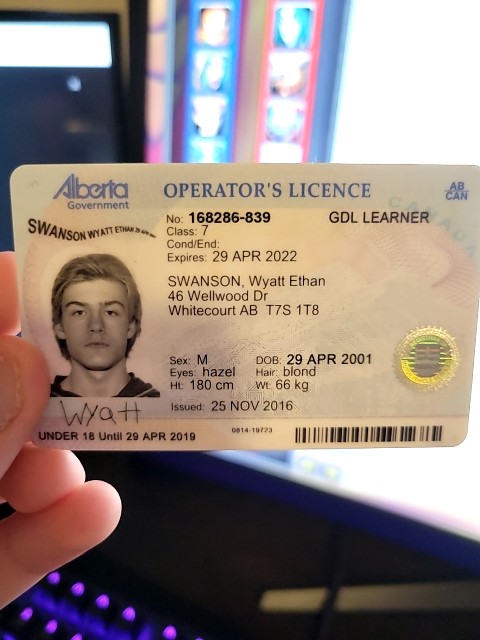 Alberta
Government
OPERATOR'S LICENCE
AB
CAN
No: 168286-839
GDL LEARNER
Class: 7
Cond/End:
Expires: 29 APR 2022
SWANSON WYATT ETHAN
SWANSON, Wyatt Ethan
46 Wellwood Dr
Whitecourt AB T7S 1T8
CANADA
Sex: M
DOB: 29 APR 2001
Eyes: hazel
Hair: blond
Ht: 180 cm
Wt: 66 kg
Wyatt
Issued: 25 NOV 2016
UNDER 18 Until 29 APR 2019
0814-19723